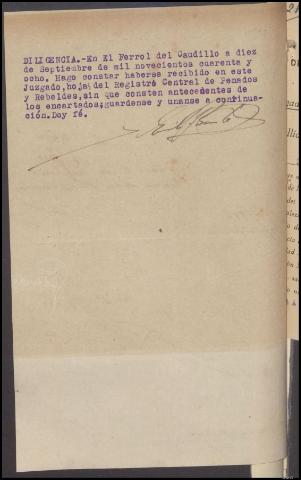 DILIGENCIA.-En El Ferrol del Caudillo a diez
de Septiembre de mil novecientos cuarenta y
ocho. Hago constar haberse recibido en este
Juzgado, hojas del Registro Central de Penados
y Rebeldes, sin que consten antecedentes de
los encartados;guardense y unanse a continua-
ción.Doy fé.